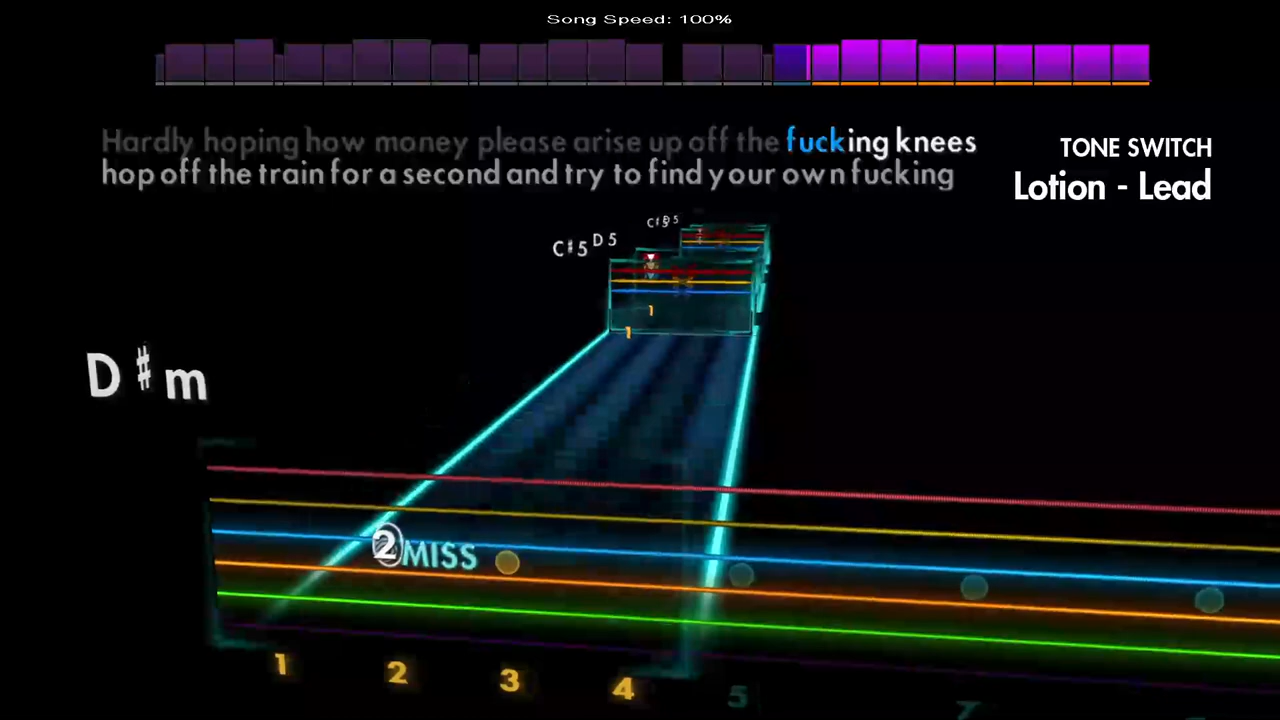 Song Speed: 100%
Hardly hoping how money please arise up off the fucking knees
hop off the train for a second and try to find your own fucking
TONE SWITCH
Lotion - Lead
C#5 D5
C#5 D5
D#m
1
1
2 MISS
1 2 3 4 5 7